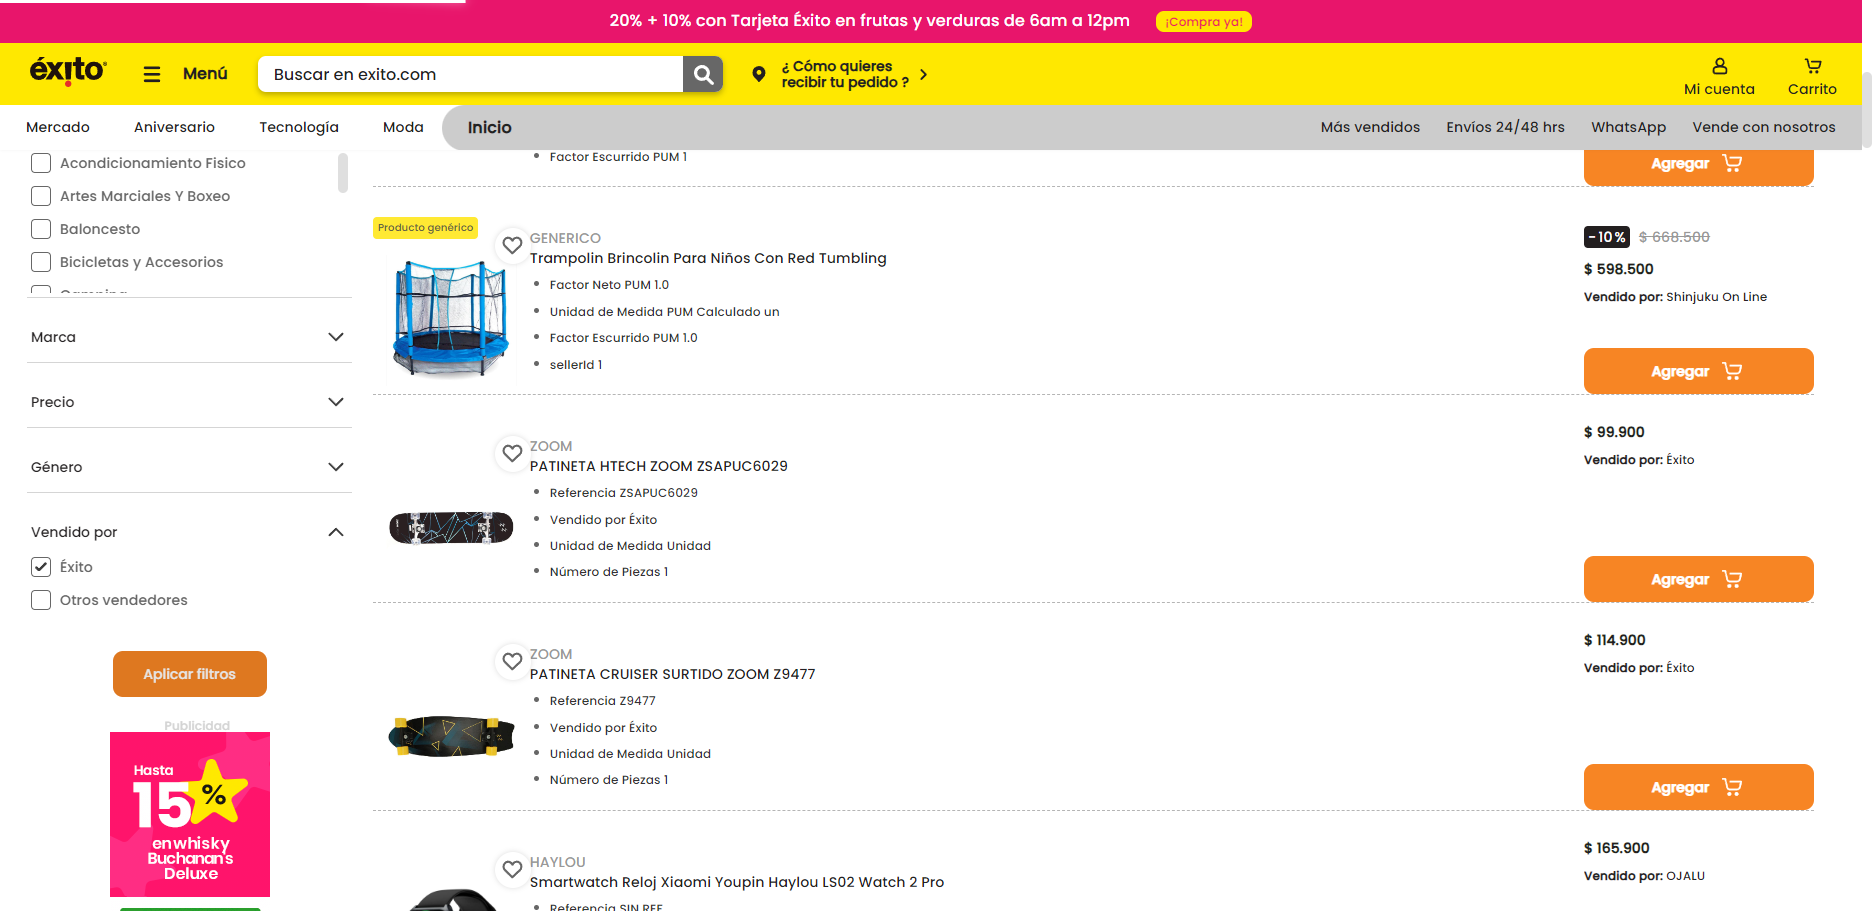 20% + 10% con Tarjeta Éxito en frutas y verduras de 6am a 12pm
¡Compra ya!
éxito
Menú
Buscar en exito.com
¿ Cómo quieres
recibir tu pedido ?
Mi cuenta
Carrito
Mercado
Aniversario
Tecnología
Moda
Inicio
Más vendidos
Envíos 24/48 hrs
WhatsApp
Vende con nosotros
Acondicionamiento Fisico
Artes Marciales Y Boxeo
Baloncesto
Bicicletas y Accesorios
Marca
Precio
Género
Vendido por
Éxito
Otros vendedores
Aplicar filtros
Publicidad
Hasta
15%
en whisky
Buchanan's
Deluxe
Factor Escurrido PUM 1
Agregar
Producto genérico
GENERICO
Trampolin Brincolin Para Niños Con Red Tumbling
Factor Neto PUM 1.0
Unidad de Medida PUM Calculado un
Factor Escurrido PUM 1.0
sellerId 1
-10%
$ 668.500
$ 598.500
Vendido por: Shinjuku On Line
Agregar
ZOOM
PATINETA HTECH ZOOM ZSAPUC6029
Referencia ZSAPUC6029
Vendido por Éxito
Unidad de Medida Unidad
Número de Piezas 1
$ 99.900
Vendido por: Éxito
Agregar
ZOOM
PATINETA CRUISER SURTIDO ZOOM Z9477
Referencia Z9477
Vendido por Éxito
Unidad de Medida Unidad
Número de Piezas 1
$ 114.900
Vendido por: Éxito
Agregar
HAYLOU
Smartwatch Reloj Xiaomi Youpin Haylou LS02 Watch 2 Pro
Referencia SIN REF
$ 165.900
Vendido por: OJALU